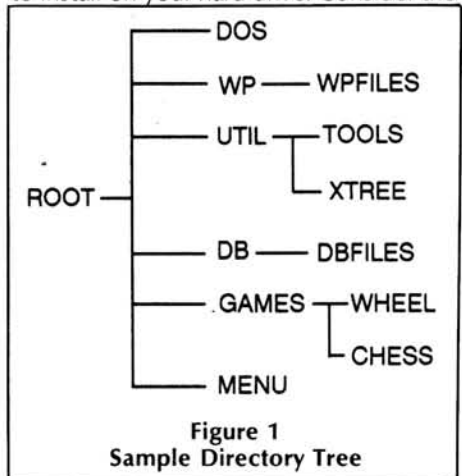 DOS
WP WPFILES
UTIL TOOLS
XTREE
ROOT
DB DBFILES
GAMES WHEEL
CHESS
MENU
Figure 1
Sample Directory Tree